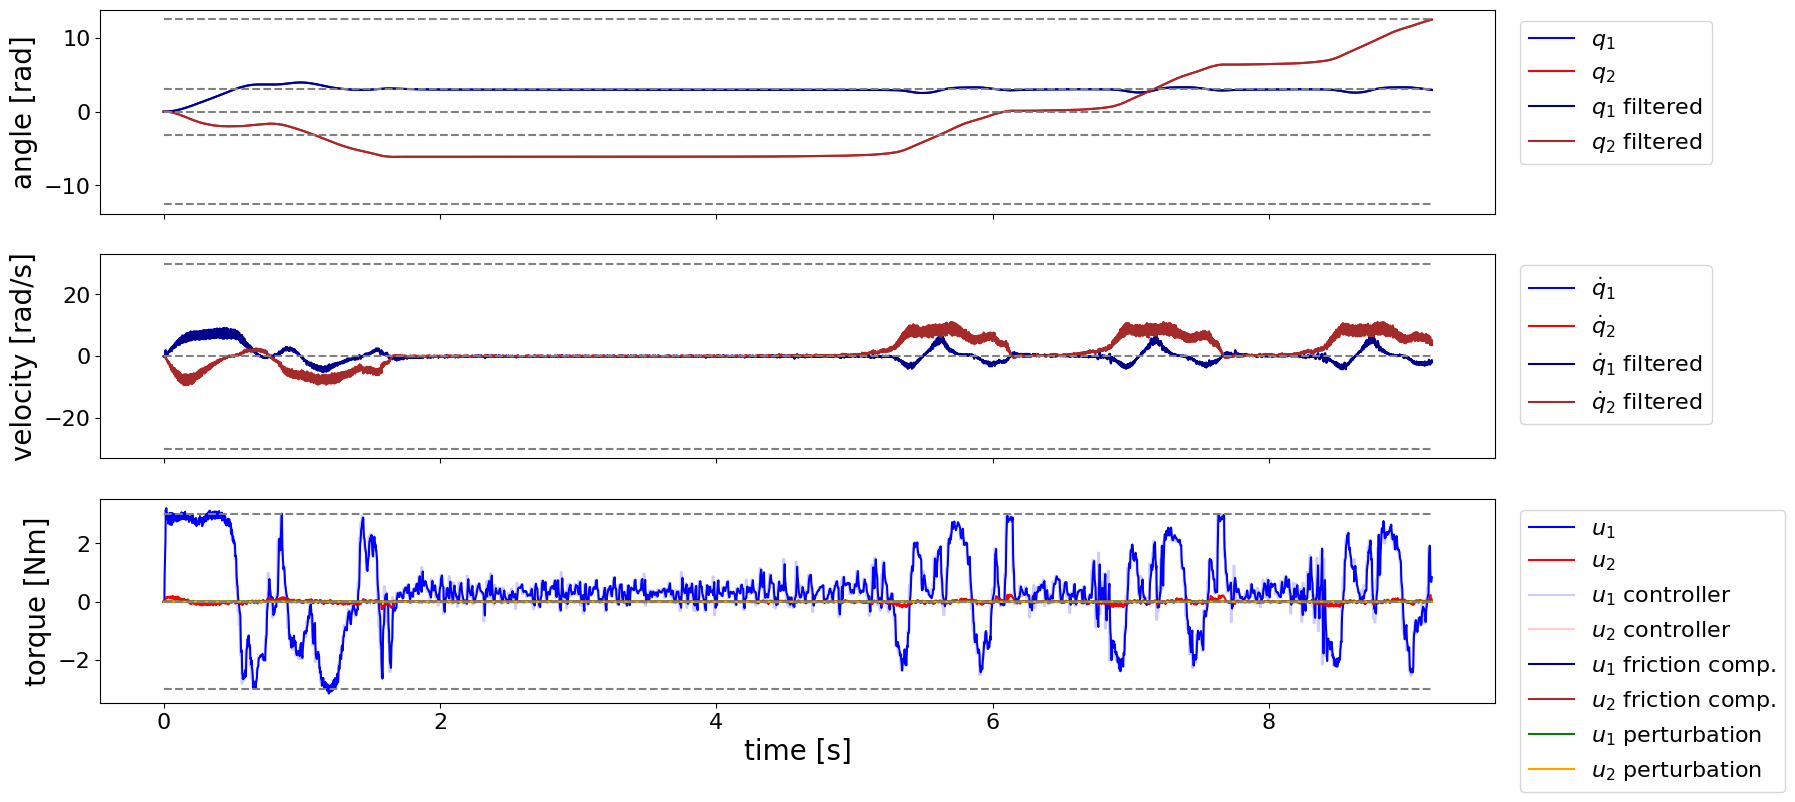 angle [rad]
10
0
−10
q₁
q₂
q₁ filtered
q₂ filtered
velocity [rad/s]
20
0
−20
q̇₁
q̇₂
q̇₁ filtered
q̇₂ filtered
torque [Nm]
2
0
−2
0 2 4 6 8
time [s]
u₁
u₂
u₁ controller
u₂ controller
u₁ friction comp.
u₂ friction comp.
u₁ perturbation
u₂ perturbation